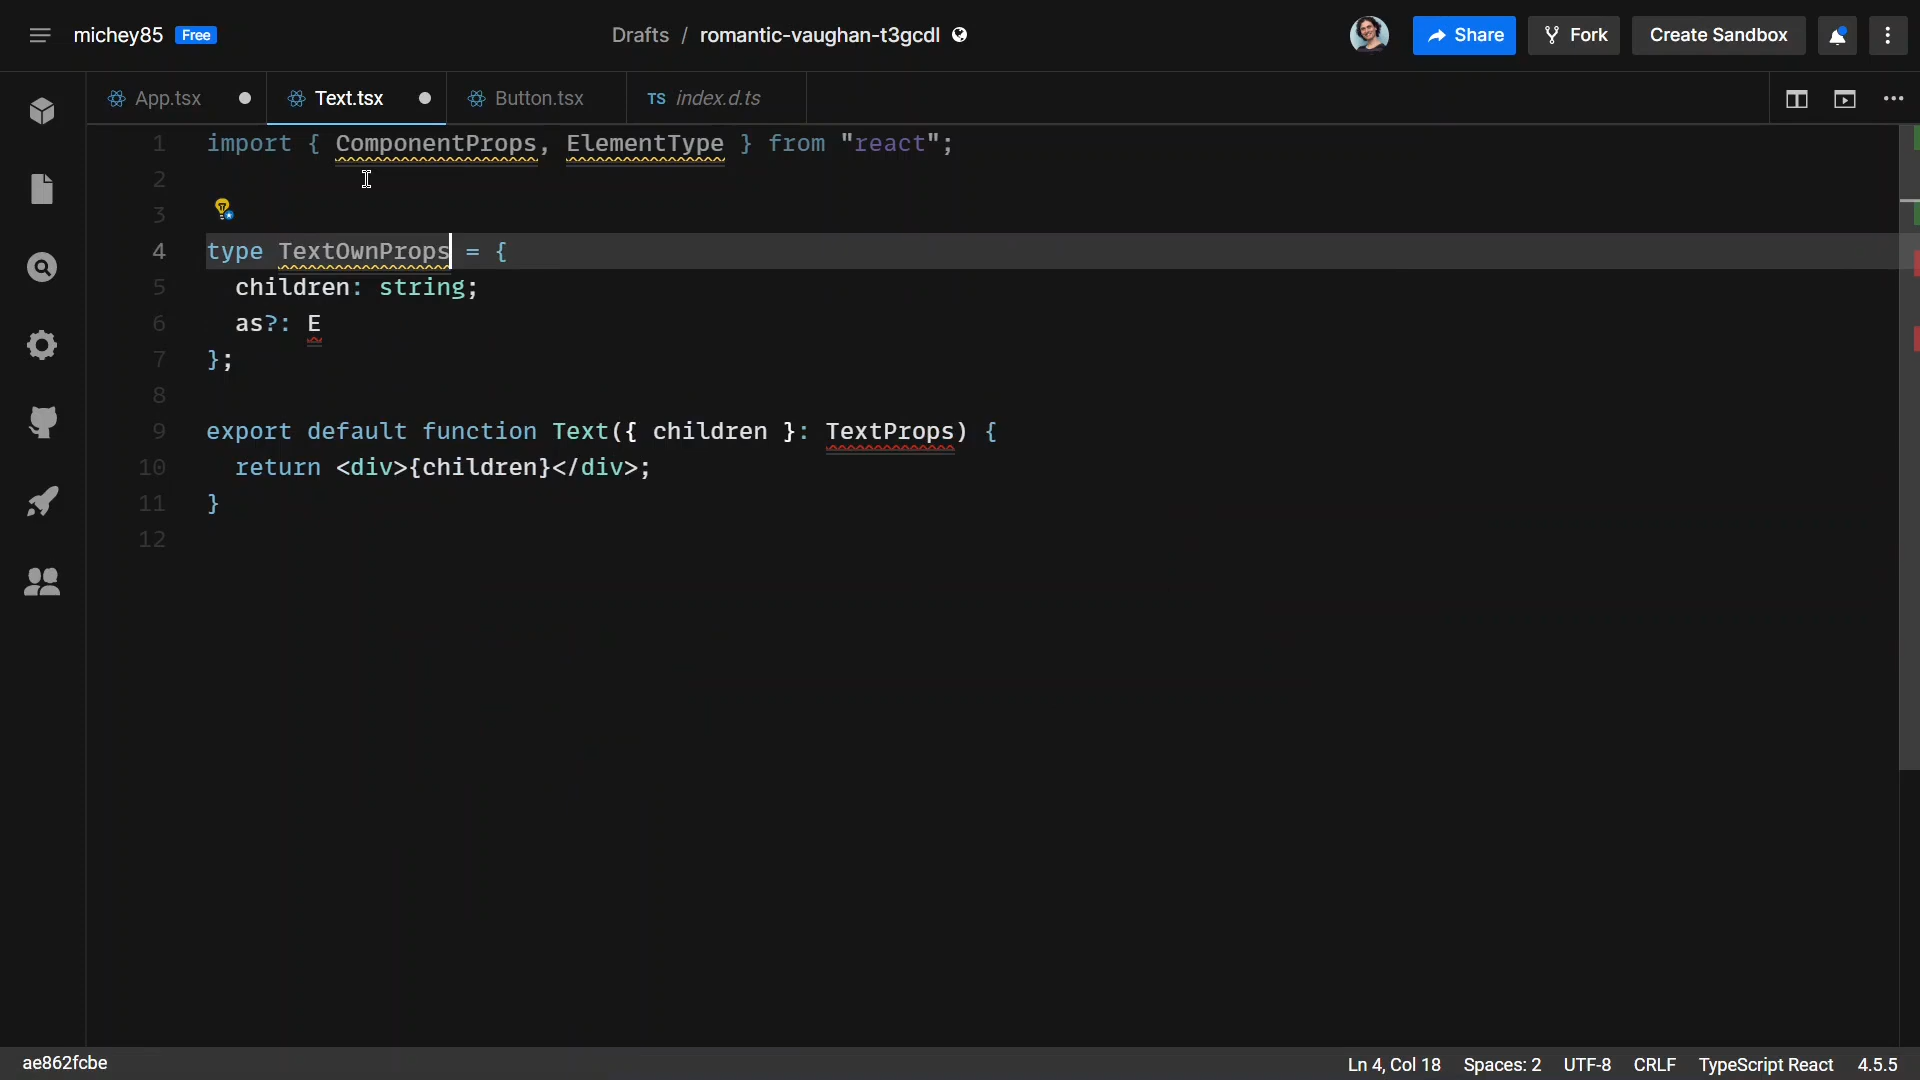 michey85 Free Drafts / romantic-vaughan-t3gcdl Share Fork Create Sandbox
App.tsx Text.tsx Button.tsx TS index.d.ts
1 import { ComponentProps, ElementType } from "react";
2
3
4 type TextOwnProps = {
5 children: string;
6 as?: E
7 };
8
9 export default function Text({ children }: TextProps) {
10 return <div>{children}</div>;
11 }
12
ae862fcbe Ln 4, Col 18 Spaces: 2 UTF-8 CRLF TypeScript React 4.5.5